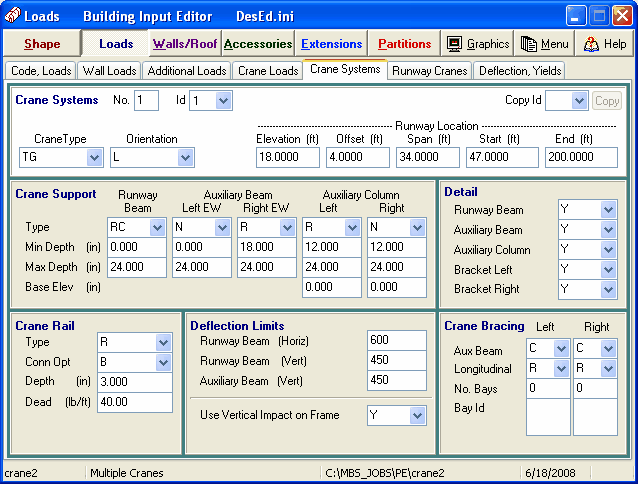 Loads Building Input Editor DesEd.ini
Shape Loads Walls/Roof Accessories Extensions Partitions Graphics Menu Help
Code, Loads Wall Loads Additional Loads Crane Loads Crane Systems Runway Cranes Deflection, Yields
Crane Systems No. 1 Id 1 Copy Id Copy
Runway Location
CraneType Orientation Elevation (ft) Offset (ft) Span (ft) Start (ft) End (ft)
TG L 18.0000 4.0000 34.0000 47.0000 200.0000
Crane Support Runway Beam Auxiliary Beam Left EW Right EW Auxiliary Column Left Right
Type RC N R R N
Min Depth (in) 0.000 0.000 18.000 12.000 12.000
Max Depth (in) 24.000 24.000 24.000 24.000 24.000
Base Elev (in) 0.000 0.000
Detail
Runway Beam Y
Auxiliary Beam Y
Auxiliary Column Y
Bracket Left Y
Bracket Right Y
Crane Rail
Type R
Conn Opt B
Depth (in) 3.000
Dead (lb/ft) 40.00
Deflection Limits
Runway Beam (Horiz) 600
Runway Beam (Vert) 450
Auxiliary Beam (Vert) 450
Use Vertical Impact on Frame Y
Crane Bracing Left Right
Aux Beam C C
Longitudinal R R
No. Bays 0 0
Bay Id
crane2 Multiple Cranes C:\MBS_JOBS\PE\crane2 6/18/2008